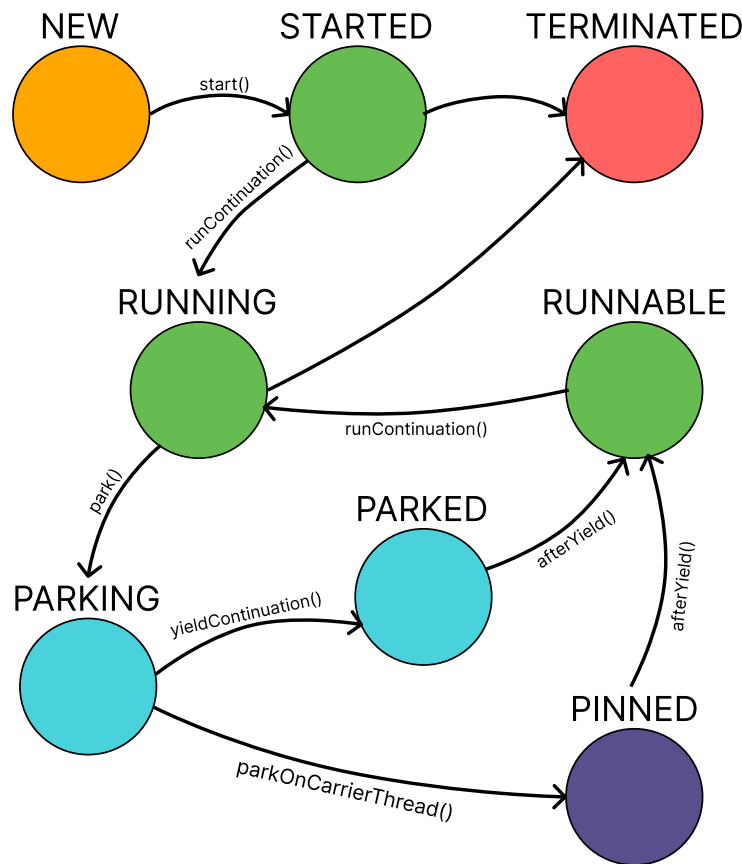 NEW
STARTED
TERMINATED
start()
runContinuation()
RUNNING
RUNNABLE
runContinuation()
park()
PARKED
afterYield()
PARKING
yieldContinuation()
afterYield()
PINNED
parkOnCarrierThread()